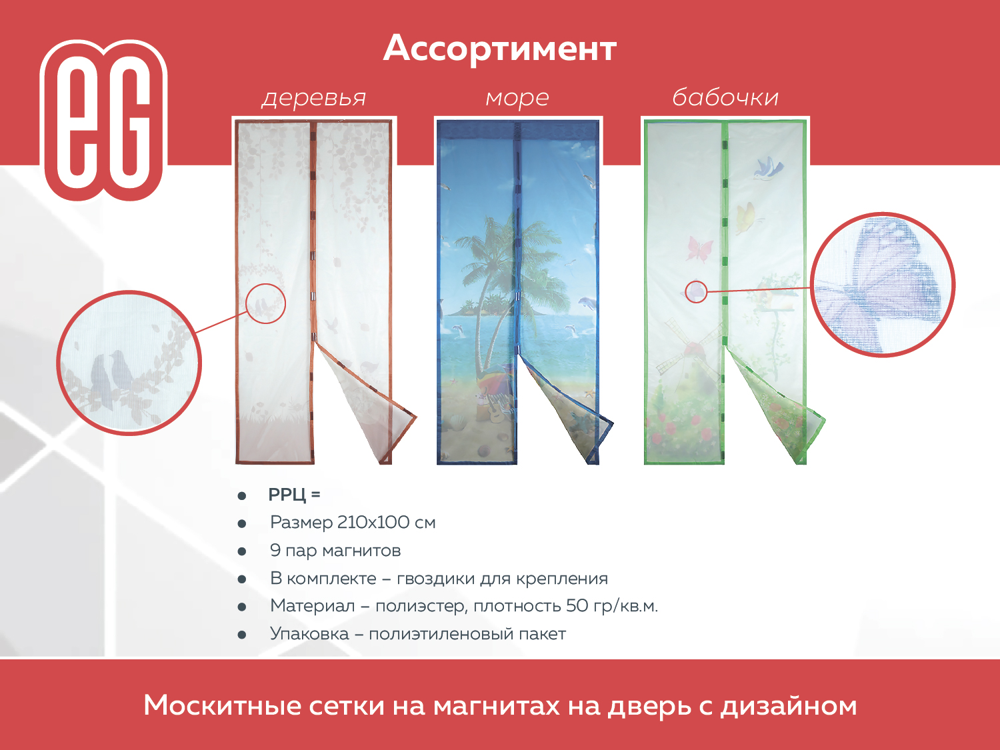 Ассортимент
eG
деревья
море
бабочки
РРЦ =
Размер 210х100 см
9 пар магнитов
В комплекте – гвоздики для крепления
Материал – полиэстер, плотность 50 гр/кв.м.
Упаковка – полиэтиленовый пакет
Москитные сетки на магнитах на дверь с дизайном